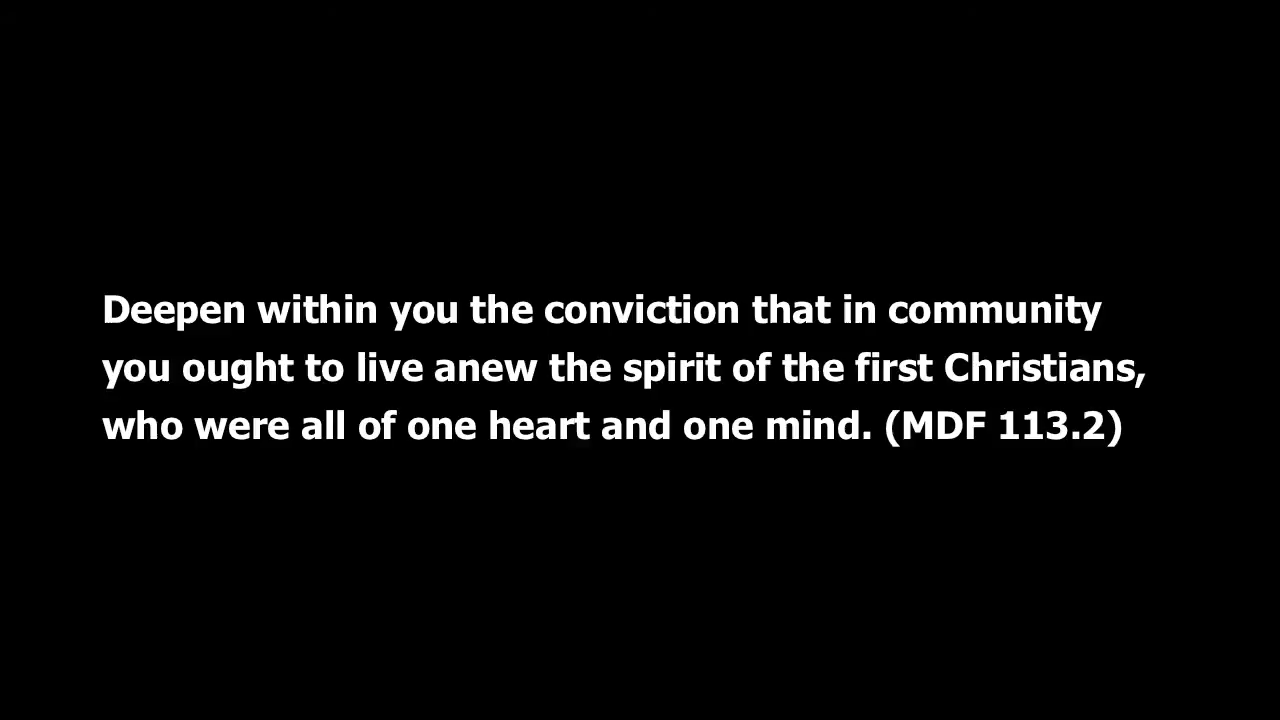 Deepen within you the conviction that in community
you ought to live anew the spirit of the first Christians,
who were all of one heart and one mind. (MDF 113.2)